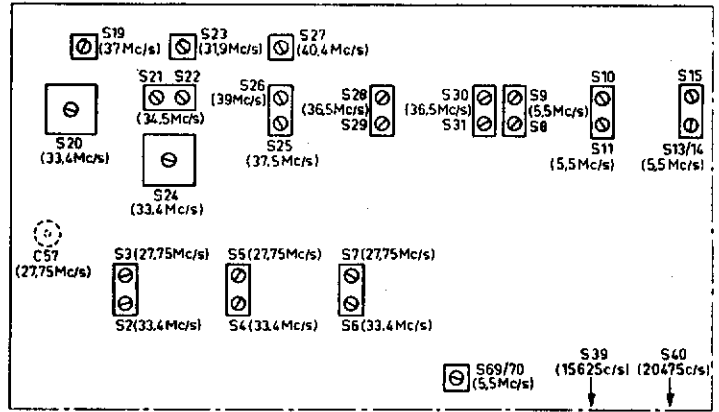 S19
(37Mc/s)
S23
(31,9Mc/s)
S27
(40,4Mc/s)
S21 S22
(34.5Mc/s)
S26
(39Mc/s)
S25
(37.5Mc/s)
S28
(36,5Mc/s)
S29
S30
(36,5Mc/s)
S31
S9
(5,5Mc/s)
S8
S10
S11
(5,5Mc/s)
S15
S13/14
(5,5Mc/s)
S20
(33,4Mc/s)
S24
(33.4Mc/s)
C57
(27,75Mc/s)
S3(27,75Mc/s)
S2(33.4Mc/s)
S5(27,75Mc/s)
S4(33.4Mc/s)
S7(27,75Mc/s)
S6(33.4Mc/s)
S69/70
(5,5Mc/s)
S39
(15625c/s)
S40
(20475c/s)